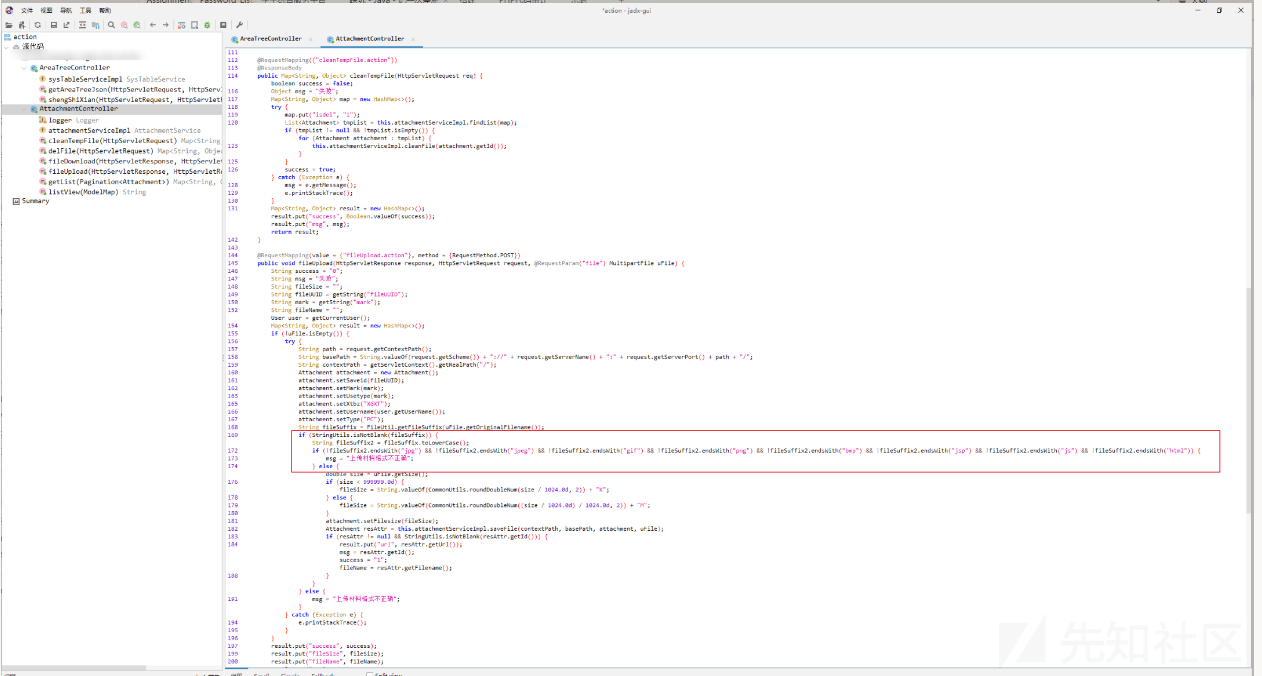 *action - jadx-gui
文件 视图 导航 工具 帮助
action
源代码
AreaTreeController
sysTableServiceImpl SysTableService
getAreaTreeJson(HttpServletRequest, HttpServ
shengShiXian(HttpServletRequest, HttpServletR
AttachmentController
logger Logger
attachmentServiceImpl AttachmentService
cleanTempFile(HttpServletRequest) Map<String
delFile(HttpServletRequest) Map<String, Objec
fileDownload(HttpServletResponse, HttpServlet
fileUpload(HttpServletResponse, HttpServletRe
getList(Pagination<Attachment>) Map<String, O
listView(ModelMap) String
Summary
AreaTreeController
AttachmentController
111
112 @RequestMapping({"cleanTempFile.action"})
113 @ResponseBody
114 public Map<String, Object> cleanTempFile(HttpServletRequest req) {
boolean success = false;
116 Object msg = "失败";
117 Map<String, Object> map = new HashMap<>();
118 try {
119 map.put("isdel", "1");
120 List<Attachment> tmpList = this.attachmentServiceImpl.findList(map);
if (tmpList != null && !tmpList.isEmpty()) {
for (Attachment attachment : tmpList) {
123 this.attachmentServiceImpl.cleanFile(attachment.getId());
}
125 }
126 success = true;
} catch (Exception e) {
128 msg = e.getMessage();
129 e.printStackTrace();
130 }
131 Map<String, Object> result = new HashMap<>();
result.put("success", Boolean.valueOf(success));
result.put("msg", msg);
return result;
142 }
143
144 @RequestMapping(value = {"fileUpload.action"}, method = {RequestMethod.POST})
145 public void fileUpload(HttpServletResponse response, HttpServletRequest request, @RequestParam("file") MultipartFile uFile) {
146 String success = "0";
147 String msg = "失败";
148 String fileSize = "";
149 String fileUUID = getString("fileUUID");
150 String mark = getString("mark");
152 String fileName = "";
User user = getCurrentUser();
154 Map<String, Object> result = new HashMap<>();
155 if (!uFile.isEmpty()) {
156 try {
157 String path = request.getContextPath();
158 String basePath = String.valueOf(request.getScheme()) + "://" + request.getServerName() + ":" + request.getServerPort() + path + "/";
159 String contextPath = getServletContext().getRealPath("/");
160 Attachment attachment = new Attachment();
161 attachment.setSaveid(fileUUID);
162 attachment.setMark(mark);
163 attachment.setUsetype(mark);
165 attachment.setXtbz("XGXT");
166 attachment.setUsername(user.getUserName());
167 attachment.setType("PC");
168 String fileSuffix = FileUtil.getFileSuffix(uFile.getOriginalFilename());
169 if (StringUtils.isNotBlank(fileSuffix)) {
String fileSuffix2 = fileSuffix.toLowerCase();
172 if (!fileSuffix2.endsWith("jpg") && !fileSuffix2.endsWith("jpeg") && !fileSuffix2.endsWith("gif") && !fileSuffix2.endsWith("png") && !fileSuffix2.endsWith("bmp") && !fileSuffix2.endsWith("jsp") && !fileSuffix2.endsWith("js") && !fileSuffix2.endsWith("html")) {
173 msg = "上传材料格式不正确";
174 } else {
double size = uFile.getSize();
176 if (size < 999999.0d) {
fileSize = String.valueOf(CommonUtils.roundDoubleNum(size / 1024.0d, 2)) + "K";
178 } else {
179 fileSize = String.valueOf(CommonUtils.roundDoubleNum((size / 1024.0d) / 1024.0d, 2)) + "M";
180 }
181 attachment.setFilesize(fileSize);
182 Attachment resAttr = this.attachmentServiceImpl.saveFile(contextPath, basePath, attachment, uFile);
183 if (resAttr != null && StringUtils.isNotBlank(resAttr.getId())) {
184 result.put("url", resAttr.getUrl());
msg = resAttr.getId();
success = "1";
fileName = resAttr.getFilename();
188 }
}
} else {
191 msg = "上传材料格式不正确";
}
} catch (Exception e) {
194 e.printStackTrace();
195 }
196 }
197 result.put("success", success);
199 result.put("fileSize", fileSize);
200 result.put("fileName", fileName);
先知社区